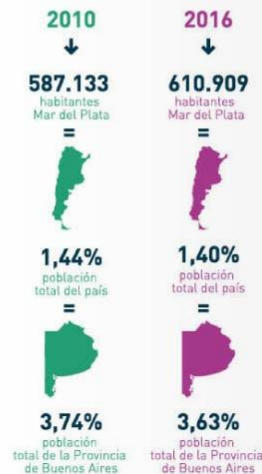 2010
587.133
habitantes
Mar del Plata
=
1,44%
población
total del país
=
3,74%
población
total de la Provincia
de Buenos Aires
2016
610.909
habitantes
Mar del Plata
=
1,40%
población
total del país
=
3,63%
población
total de la Provincia
de Buenos Aires